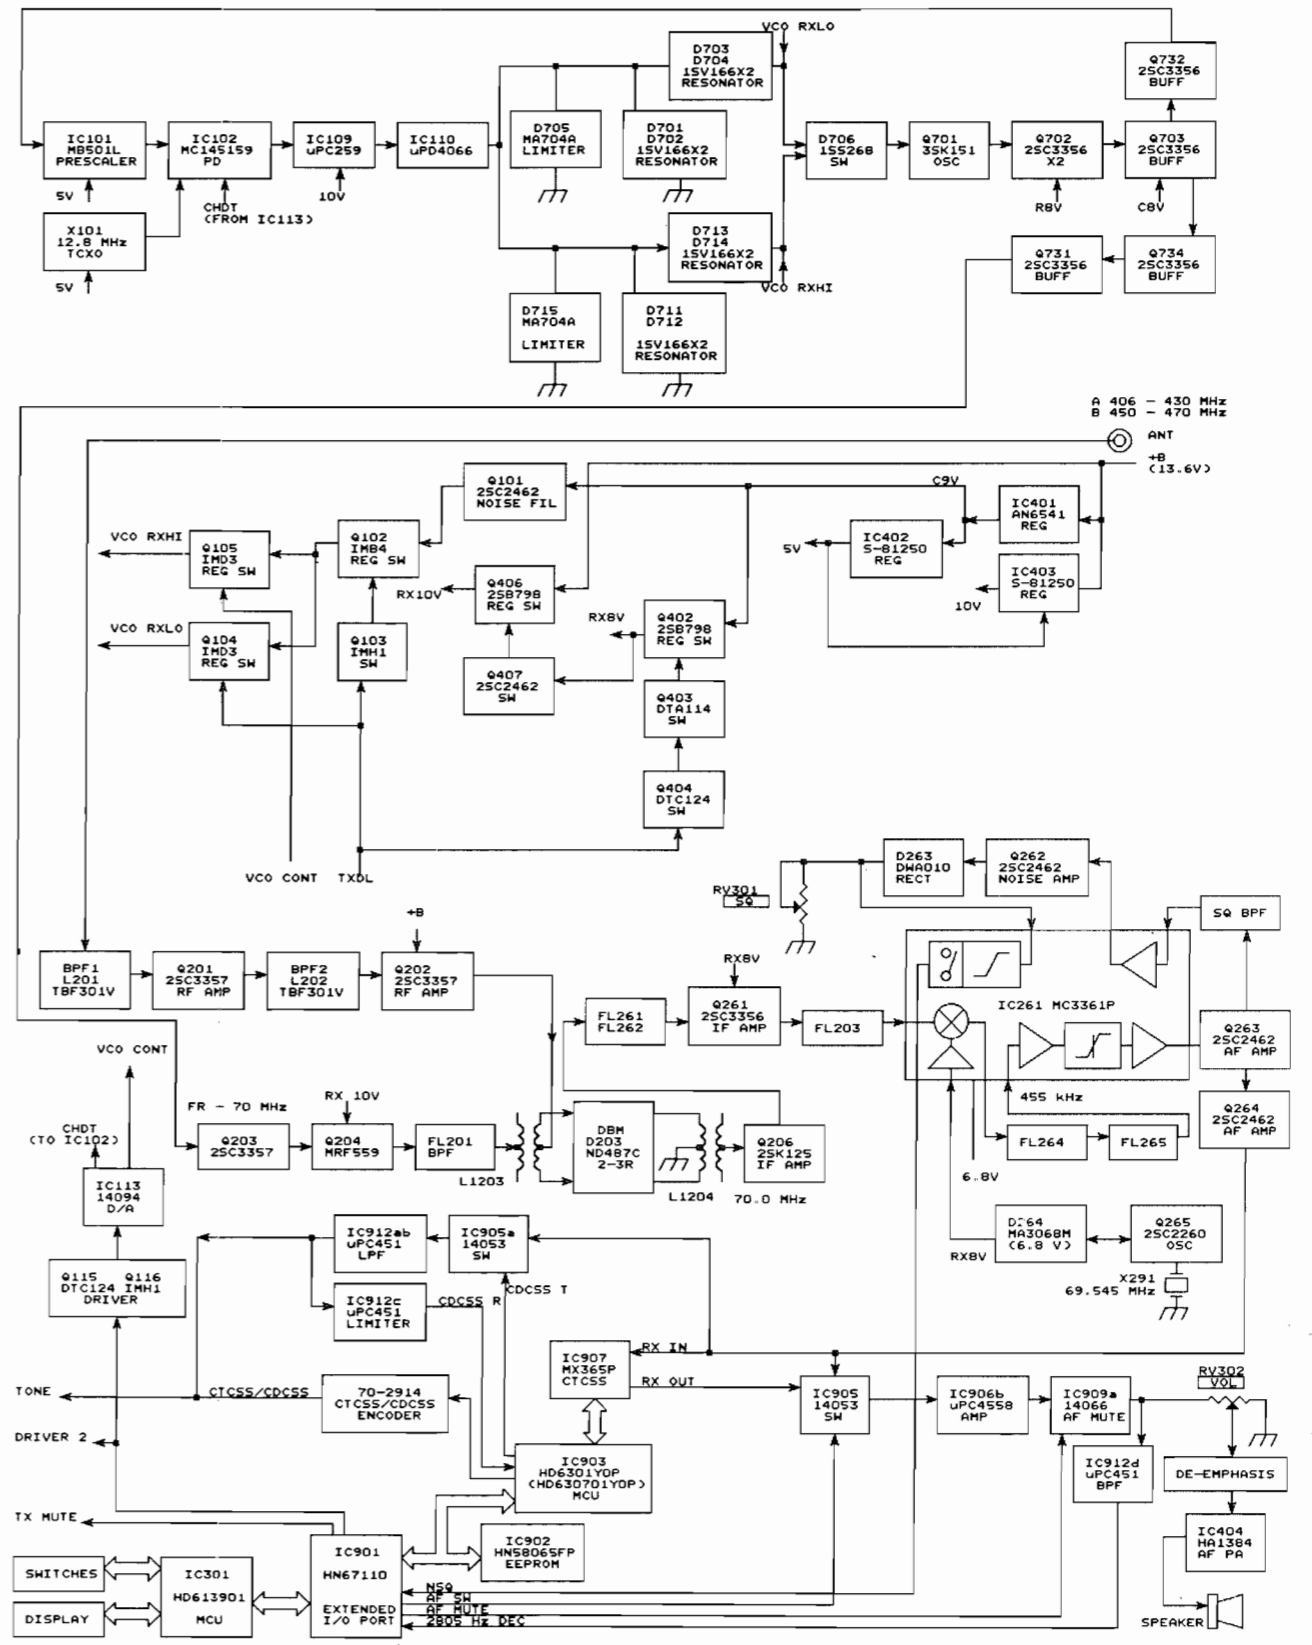 VCO RXLO
D703
D704
1SV166X2
RESONATOR
Q732
2SC3356
BUFF
IC101
MB501L
PRESCALER
IC102
MC145159
PD
IC109
uPC259
IC110
uPD4066
D705
MA704A
LIMITER
D701
D702
1SV166X2
RESONATOR
D706
1SS268
SW
Q701
3SK151
OSC
Q702
2SC3356
X2
Q703
2SC3356
BUFF
5V
CHDT
(FROM IC113)
10V
R8V
C8V
X101
12.8 MHz
TCXO
5V
D713
D714
1SV166X2
RESONATOR
VCO RXHI
Q731
2SC3356
BUFF
Q734
2SC3356
BUFF
D715
MA704A
LIMITER
D711
D712
1SV166X2
RESONATOR
A 406 - 430 MHz
B 450 - 470 MHz
ANT
+B
(13.6V)
Q101
2SC2462
NOISE FIL
C9V
IC401
AN6541
REG
VCO RXHI
Q105
IMD3
REG SW
Q102
IMB4
REG SW
5V
IC402
S-81250
REG
IC403
S-81250
REG
10V
RX10V
Q406
2SB798
REG SW
RX8V
Q402
2SB798
REG SW
VCO RXLO
Q104
IMD3
REG SW
Q103
IMH1
SW
Q407
2SC2462
SW
Q403
DTA114
SW
Q404
DTC124
SW
VCO CONT TXDL
RV301
SQ
D263
DWA010
RECT
Q262
2SC2462
NOISE AMP
SQ BPF
+B
BPF1
L201
TBF301V
Q201
2SC3357
RF AMP
BPF2
L202
TBF301V
Q202
2SC3357
RF AMP
RX8V
FL261
FL262
Q261
2SC3356
IF AMP
FL203
IC261 MC3361P
Q263
2SC2462
AF AMP
VCO CONT
455 kHz
Q264
2SC2462
AF AMP
FR - 70 MHz
RX 10V
CHDT
(TO IC102)
Q203
2SC3357
Q204
MRF559
FL201
BPF
L1203
DBM
D203
ND487C
2-3R
L1204
Q206
2SK125
IF AMP
70.0 MHz
FL264
FL265
6.8V
IC113
14094
D/A
RX8V
D264
MA3068M
(6.8 V)
Q265
2SC2260
OSC
X291
69.545 MHz
IC912ab
uPC451
LPF
IC905a
14053
SW
Q115 Q116
DTC124 IMH1
DRIVER
IC912c
uPC451
LIMITER
CDCSS R
CDCSS T
IC907
MX365P
CTCSS
RX IN
RX OUT
IC905
14053
SW
IC906b
uPC4558
AMP
IC909a
14066
AF MUTE
RV302
VOL
TONE
CTCSS/CDCSS
70-2914
CTCSS/CDCSS
ENCODER
DRIVER 2
IC903
HD6301YOP
(HD630701YOP)
MCU
IC912d
uPC451
BPF
DE-EMPHASIS
TX MUTE
IC902
HN58065FP
EEPROM
IC404
HA1384
AF PA
SWITCHES
DISPLAY
IC301
HD613901
MCU
IC901
HN67110
EXTENDED
I/O PORT
NSQ
AF SW
AF MUTE
2805 Hz DEC
SPEAKER